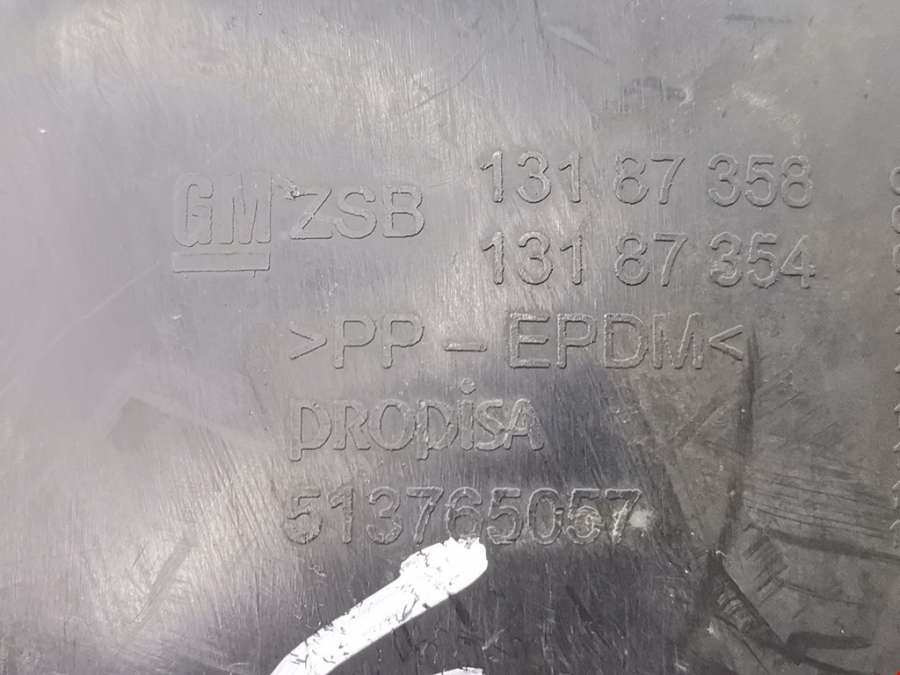 GM ZSB 131 87 358
131 87 354
>PP - EPDM<
PRODISA
513765057